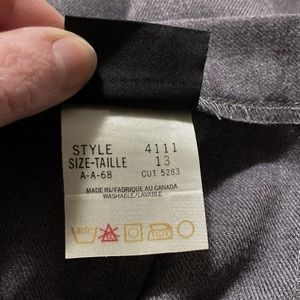 STYLE 4111
SIZE-TAILLE 13
A-A-68 CUT 5283
MADE IN/FABRIQUE AU CANADA
WASHABLE/LAVABLE